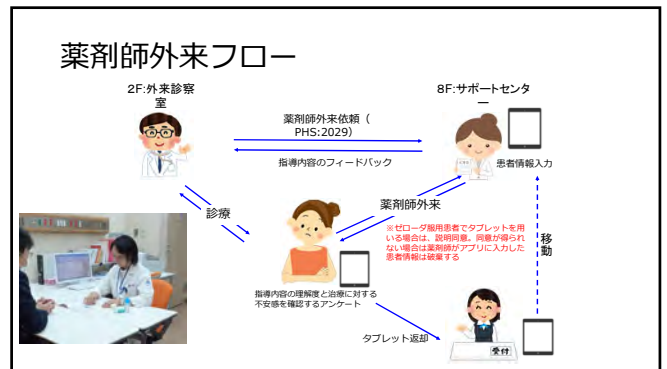 薬剤師外来フロー
2F:外来診察
室
8F:サポートセンタ
ー
薬剤師外来依頼（
PHS:2029）
指導内容のフィードバック
患者情報入力
診療
薬剤師外来
※ゼローダ服用患者でタブレットを用
いる場合は、説明同意。同意が得られ
ない場合は薬剤師がアプリに入力した
患者情報は破棄する
移動
指導内容の理解度と治療に対する
不安感を確認するアンケート
タブレット返却
受付